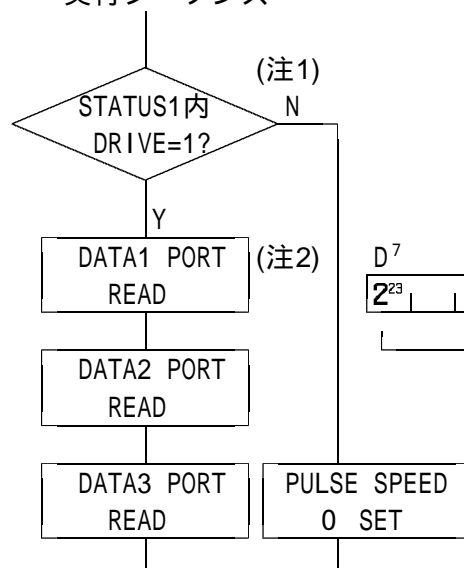 (注1)
STATUS1内
DRIVE=1?
N
Y
DATA1 PORT
READ
(注2)
D7
2²³
DATA2 PORT
READ
DATA3 PORT
READ
PULSE SPEED
0 SET